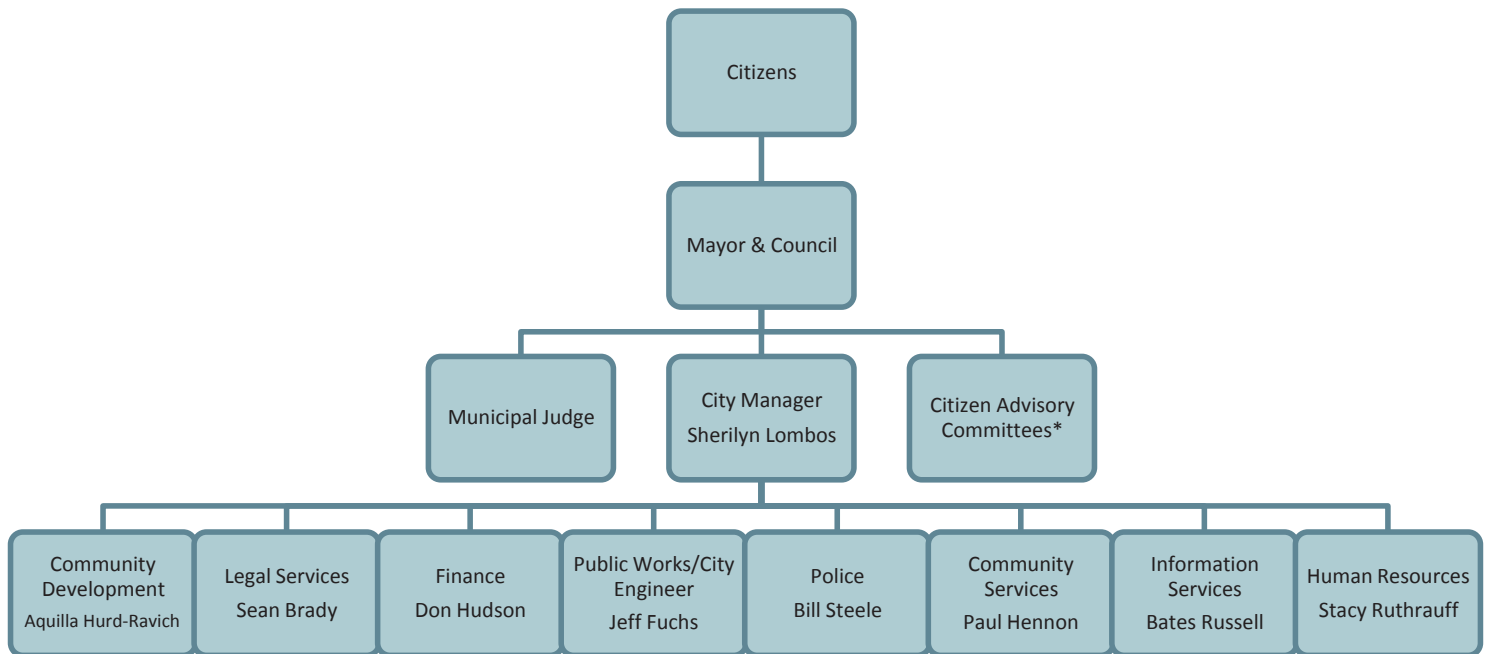 Citizens
Mayor & Council
Municipal Judge
City Manager
Sherilyn Lombos
Citizen Advisory
Committees*
Community
Development
Aquilla Hurd-Ravich
Legal Services
Sean Brady
Finance
Don Hudson
Public Works/City
Engineer
Jeff Fuchs
Police
Bill Steele
Community
Services
Paul Hennon
Information
Services
Bates Russell
Human Resources
Stacy Ruthrauff